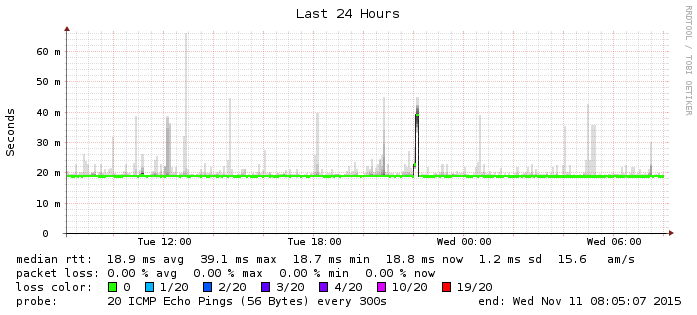 Last 24 Hours
RRDTOOL / TOBI OETIKER
Seconds
60 m
50 m
40 m
30 m
20 m
10 m
0
Tue 12:00 Tue 18:00 Wed 00:00 Wed 06:00
median rtt: 18.9 ms avg 39.1 ms max 18.7 ms min 18.8 ms now 1.2 ms sd 15.6 am/s
packet loss: 0.00 % avg 0.00 % max 0.00 % min 0.00 % now
loss color: 0 1/20 2/20 3/20 4/20 10/20 19/20
probe: 20 ICMP Echo Pings (56 Bytes) every 300s end: Wed Nov 11 08:05:07 2015